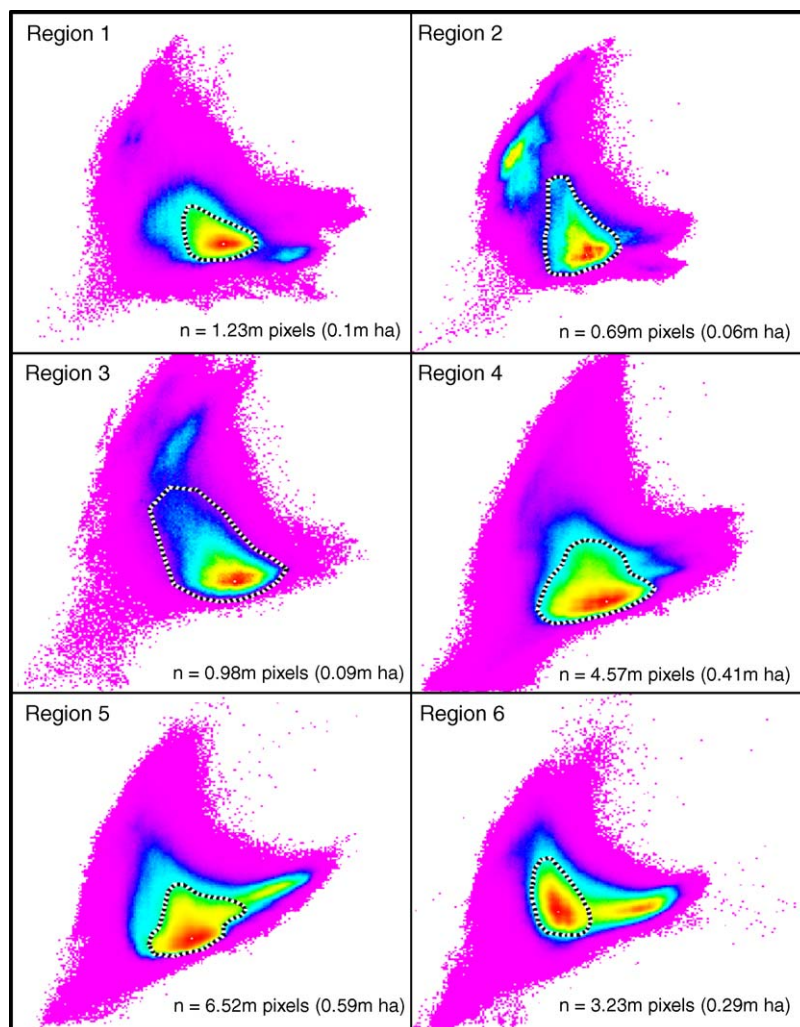 Region 1
n = 1.23m pixels (0.1m ha)
Region 2
n = 0.69m pixels (0.06m ha)
Region 3
n = 0.98m pixels (0.09m ha)
Region 4
n = 4.57m pixels (0.41m ha)
Region 5
n = 6.52m pixels (0.59m ha)
Region 6
n = 3.23m pixels (0.29m ha)